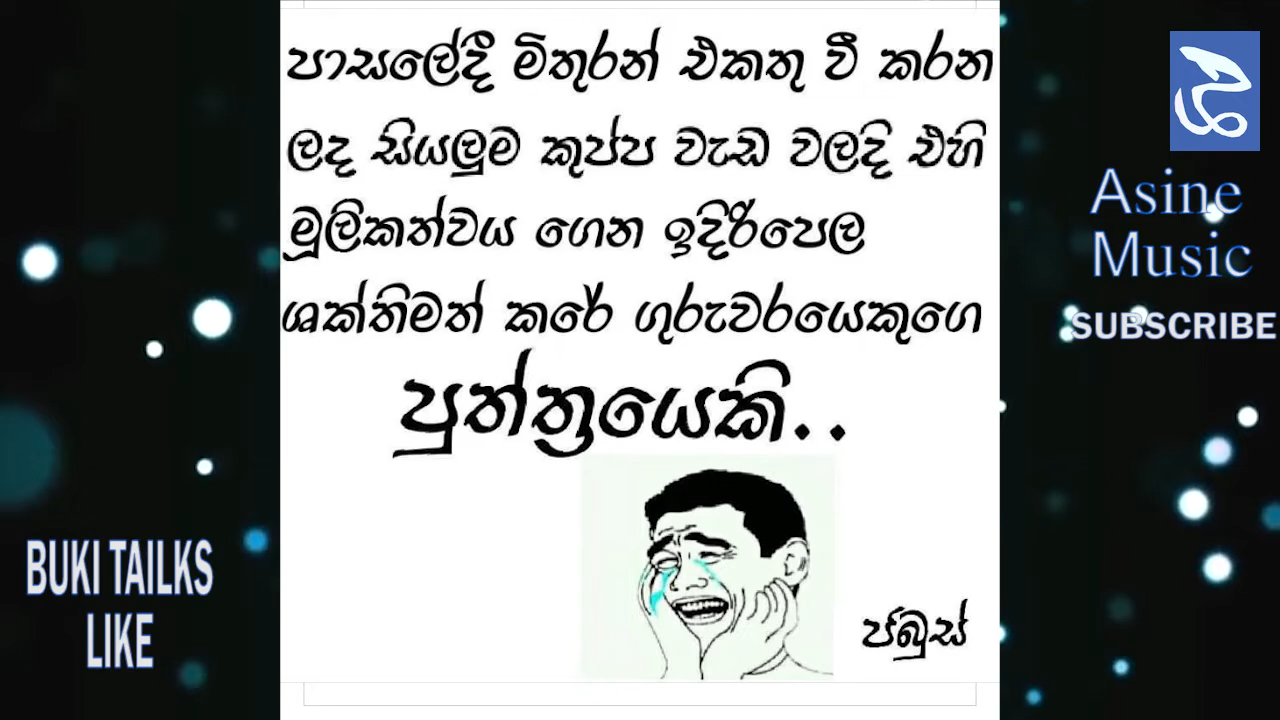 පාසලේදී මිතුරන් එකතු වී කරන
ලද සියලුම කුප්ප වැඩ වලදි එහි
මූලිකත්වය ගෙන ඉදිරිපෙල
ශක්තිමත් කරේ ගුරුවරයෙකුගෙ
පුත්ත්‍රයෙකි..
ජිබුස්
Asine
Music
SUBSCRIBE
BUKI TAILKS
LIKE